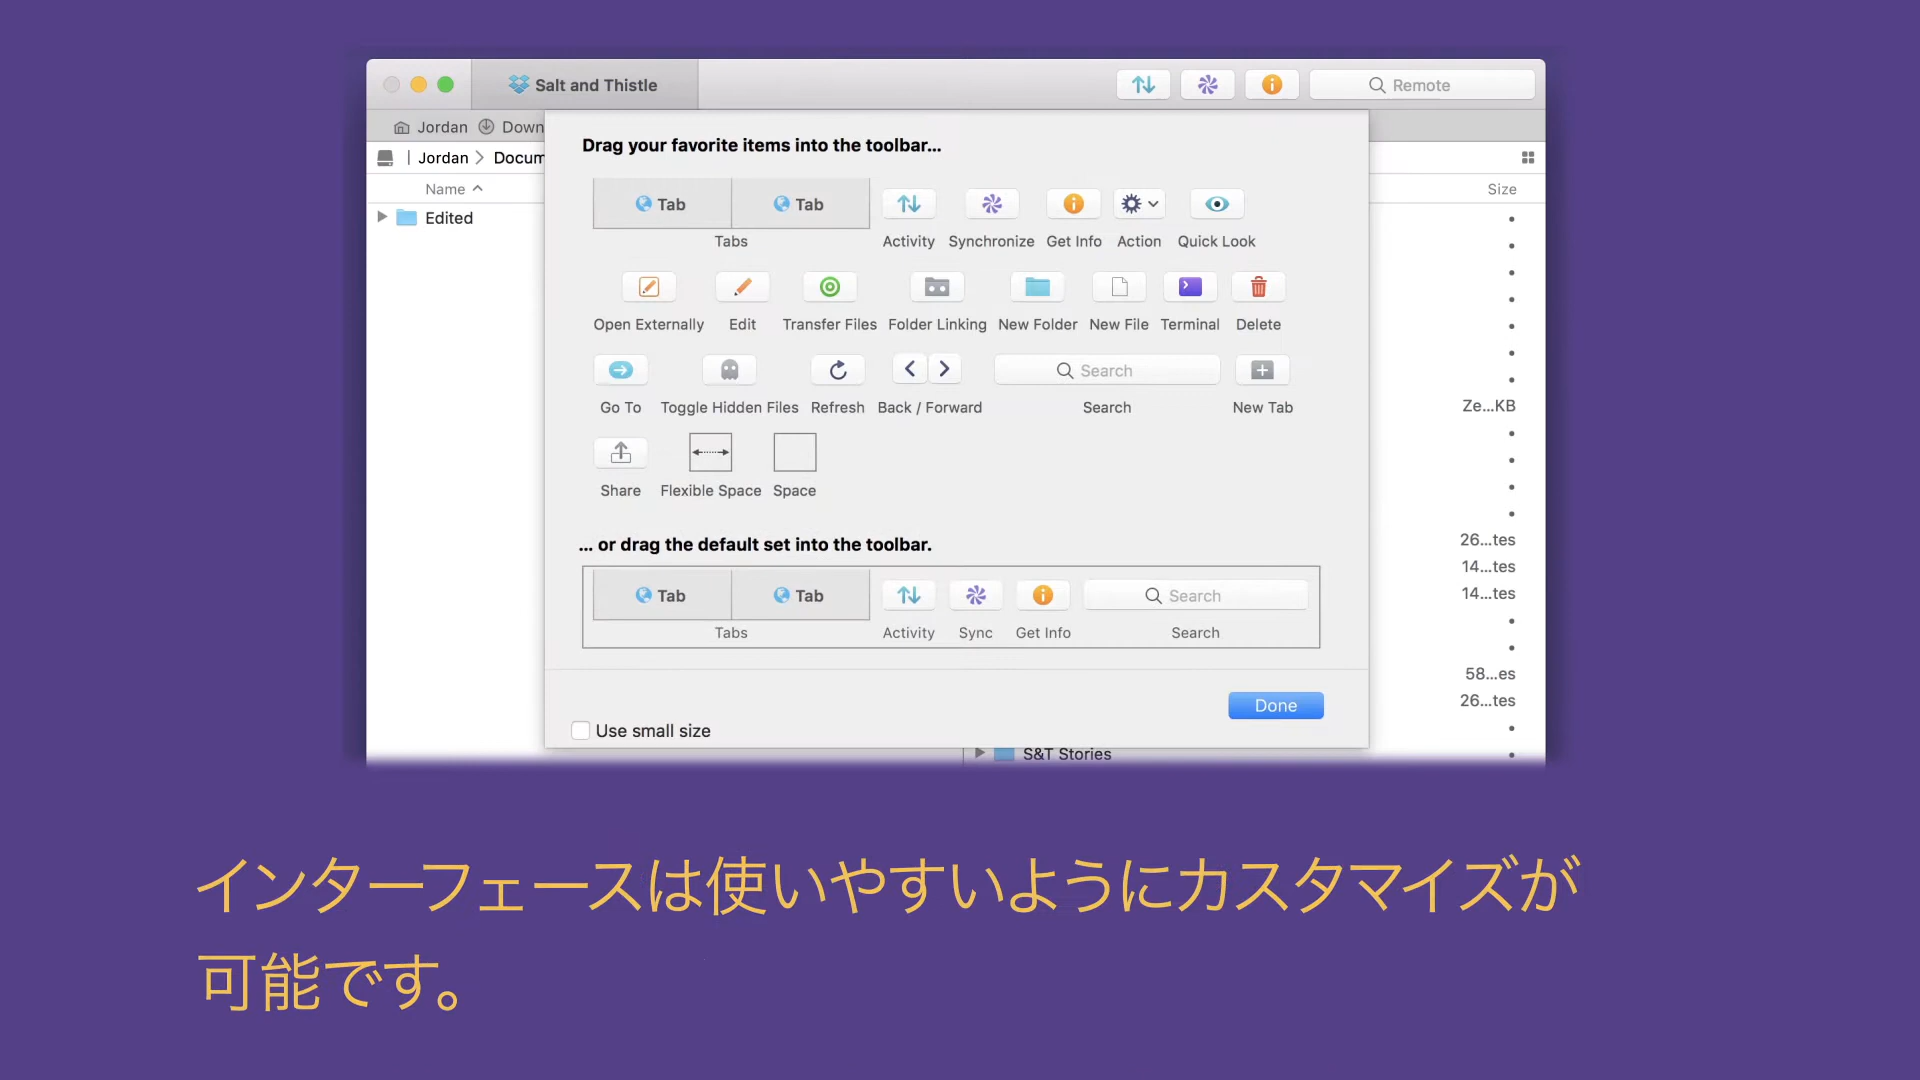 Salt and Thistle
Remote
Jordan Down
Jordan Docum
Name
Size
Edited
Drag your favorite items into the toolbar...
Tab Tab
Tabs Activity Synchronize Get Info Action Quick Look
Open Externally Edit Transfer Files Folder Linking New Folder New File Terminal Delete
Search
Go To Toggle Hidden Files Refresh Back / Forward Search New Tab
Share Flexible Space Space
... or drag the default set into the toolbar.
Tab Tab Search
Tabs Activity Sync Get Info Search
Done
Use small size
Ze...KB
26...tes
14...tes
14...tes
58...es
26...tes
S&T Stories
インターフェースは使いやすいようにカスタマイズが
可能です。